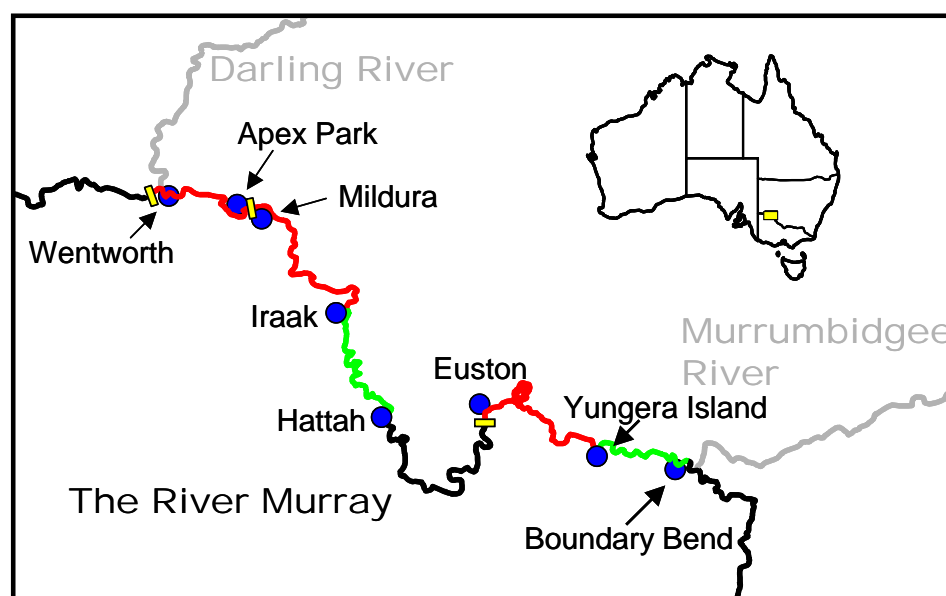 Darling River
Apex Park
Mildura
Wentworth
Iraak
Murrumbidgee
River
Euston
Yungera Island
Hattah
The River Murray
Boundary Bend